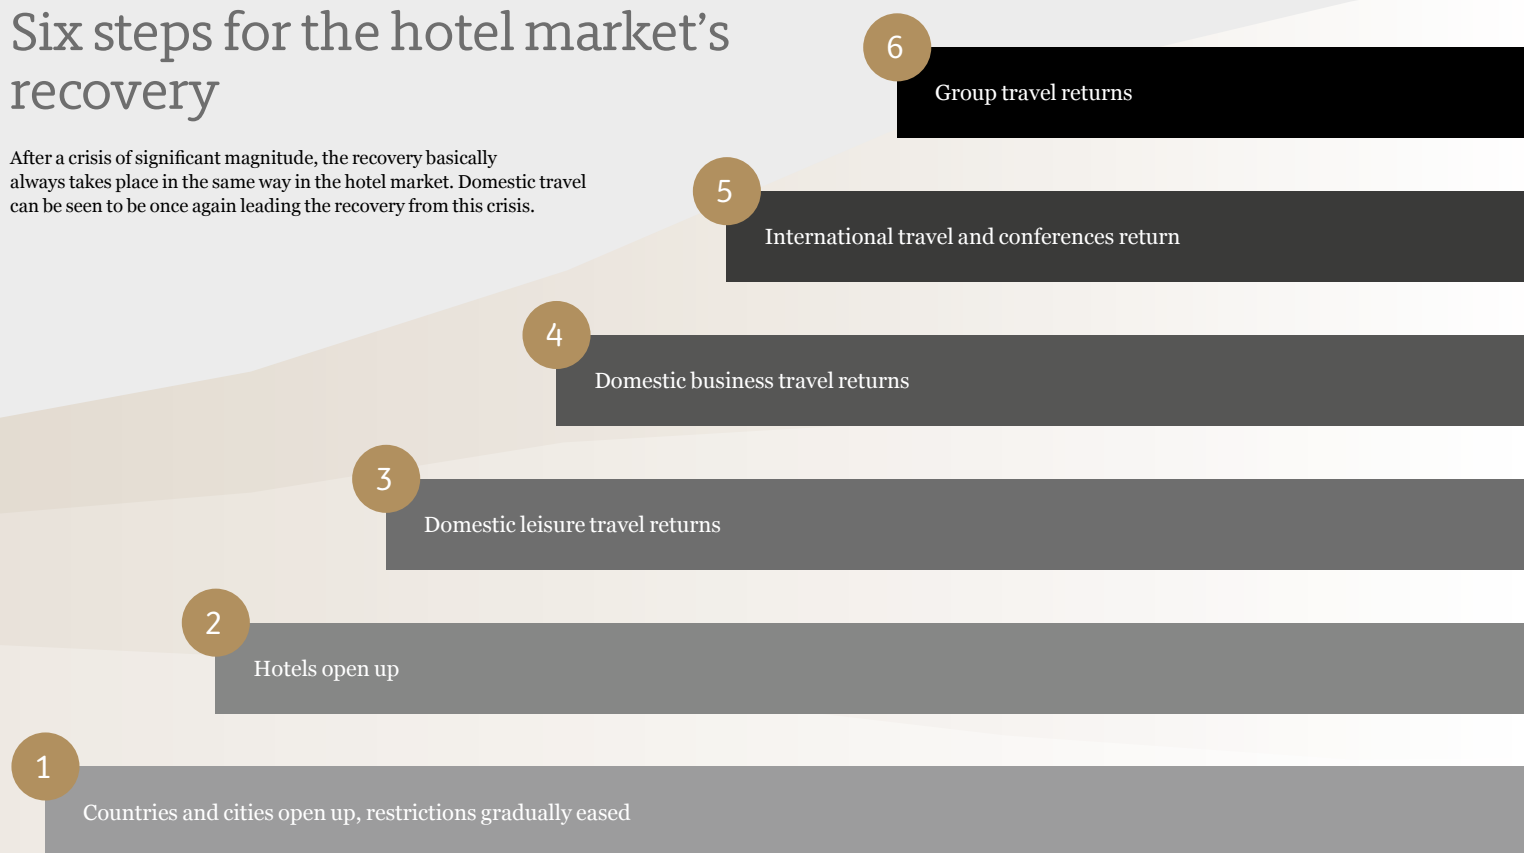 Six steps for the hotel market’s
recovery
After a crisis of significant magnitude, the recovery basically
always takes place in the same way in the hotel market. Domestic travel
can be seen to be once again leading the recovery from this crisis.
6
Group travel returns
5
International travel and conferences return
4
Domestic business travel returns
3
Domestic leisure travel returns
2
Hotels open up
1
Countries and cities open up, restrictions gradually eased